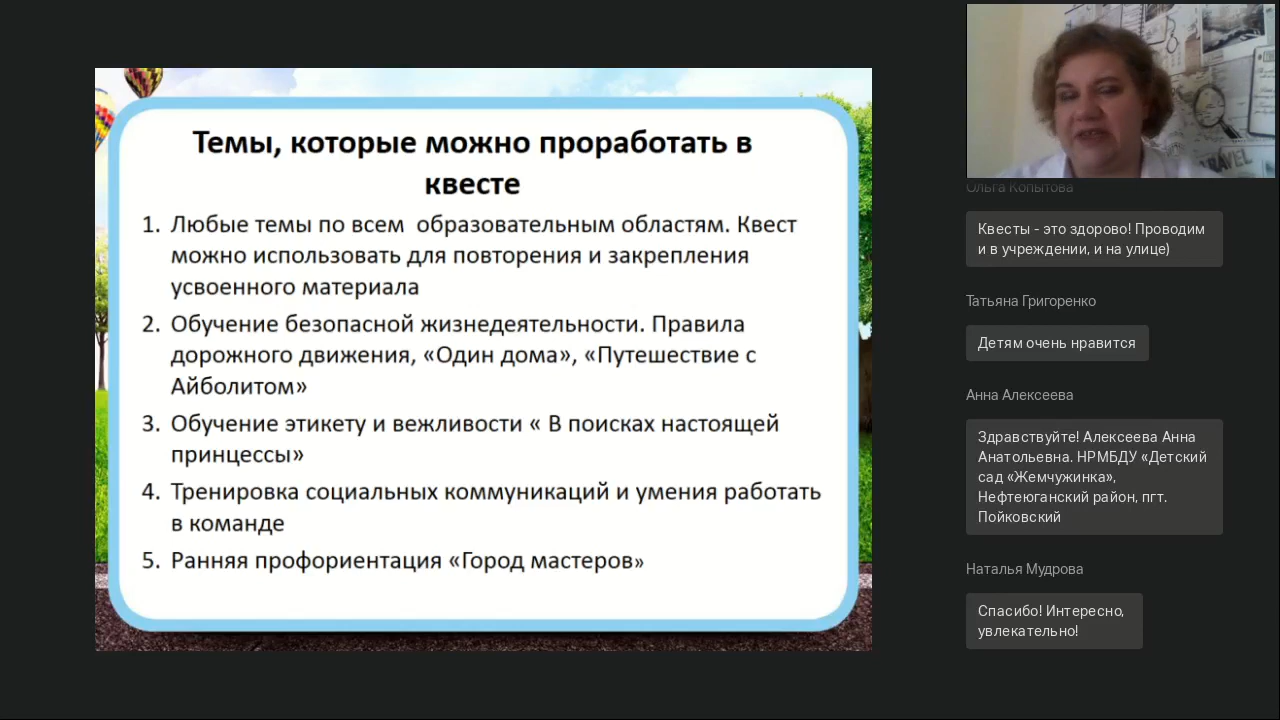 Темы, которые можно проработать в
квесте
1. Любые темы по всем  образовательным областям. Квест
можно использовать для повторения и закрепления
усвоенного материала
2. Обучение безопасной жизнедеятельности. Правила
дорожного движения, «Один дома», «Путешествие с
Айболитом»
3. Обучение этикету и вежливости « В поисках настоящей
принцессы»
4. Тренировка социальных коммуникаций и умения работать
в команде
5. Ранняя профориентация «Город мастеров»
Ольга Копытова
Квесты - это здорово! Проводим
и в учреждении, и на улице)
Татьяна Григоренко
Детям очень нравится
Анна Алексеева
Здравствуйте! Алексеева Анна
Анатольевна. НРМБДУ «Детский
сад «Жемчужинка»,
Нефтеюганский район, пгт.
Пойковский
Наталья Мудрова
Спасибо! Интересно,
увлекательно!